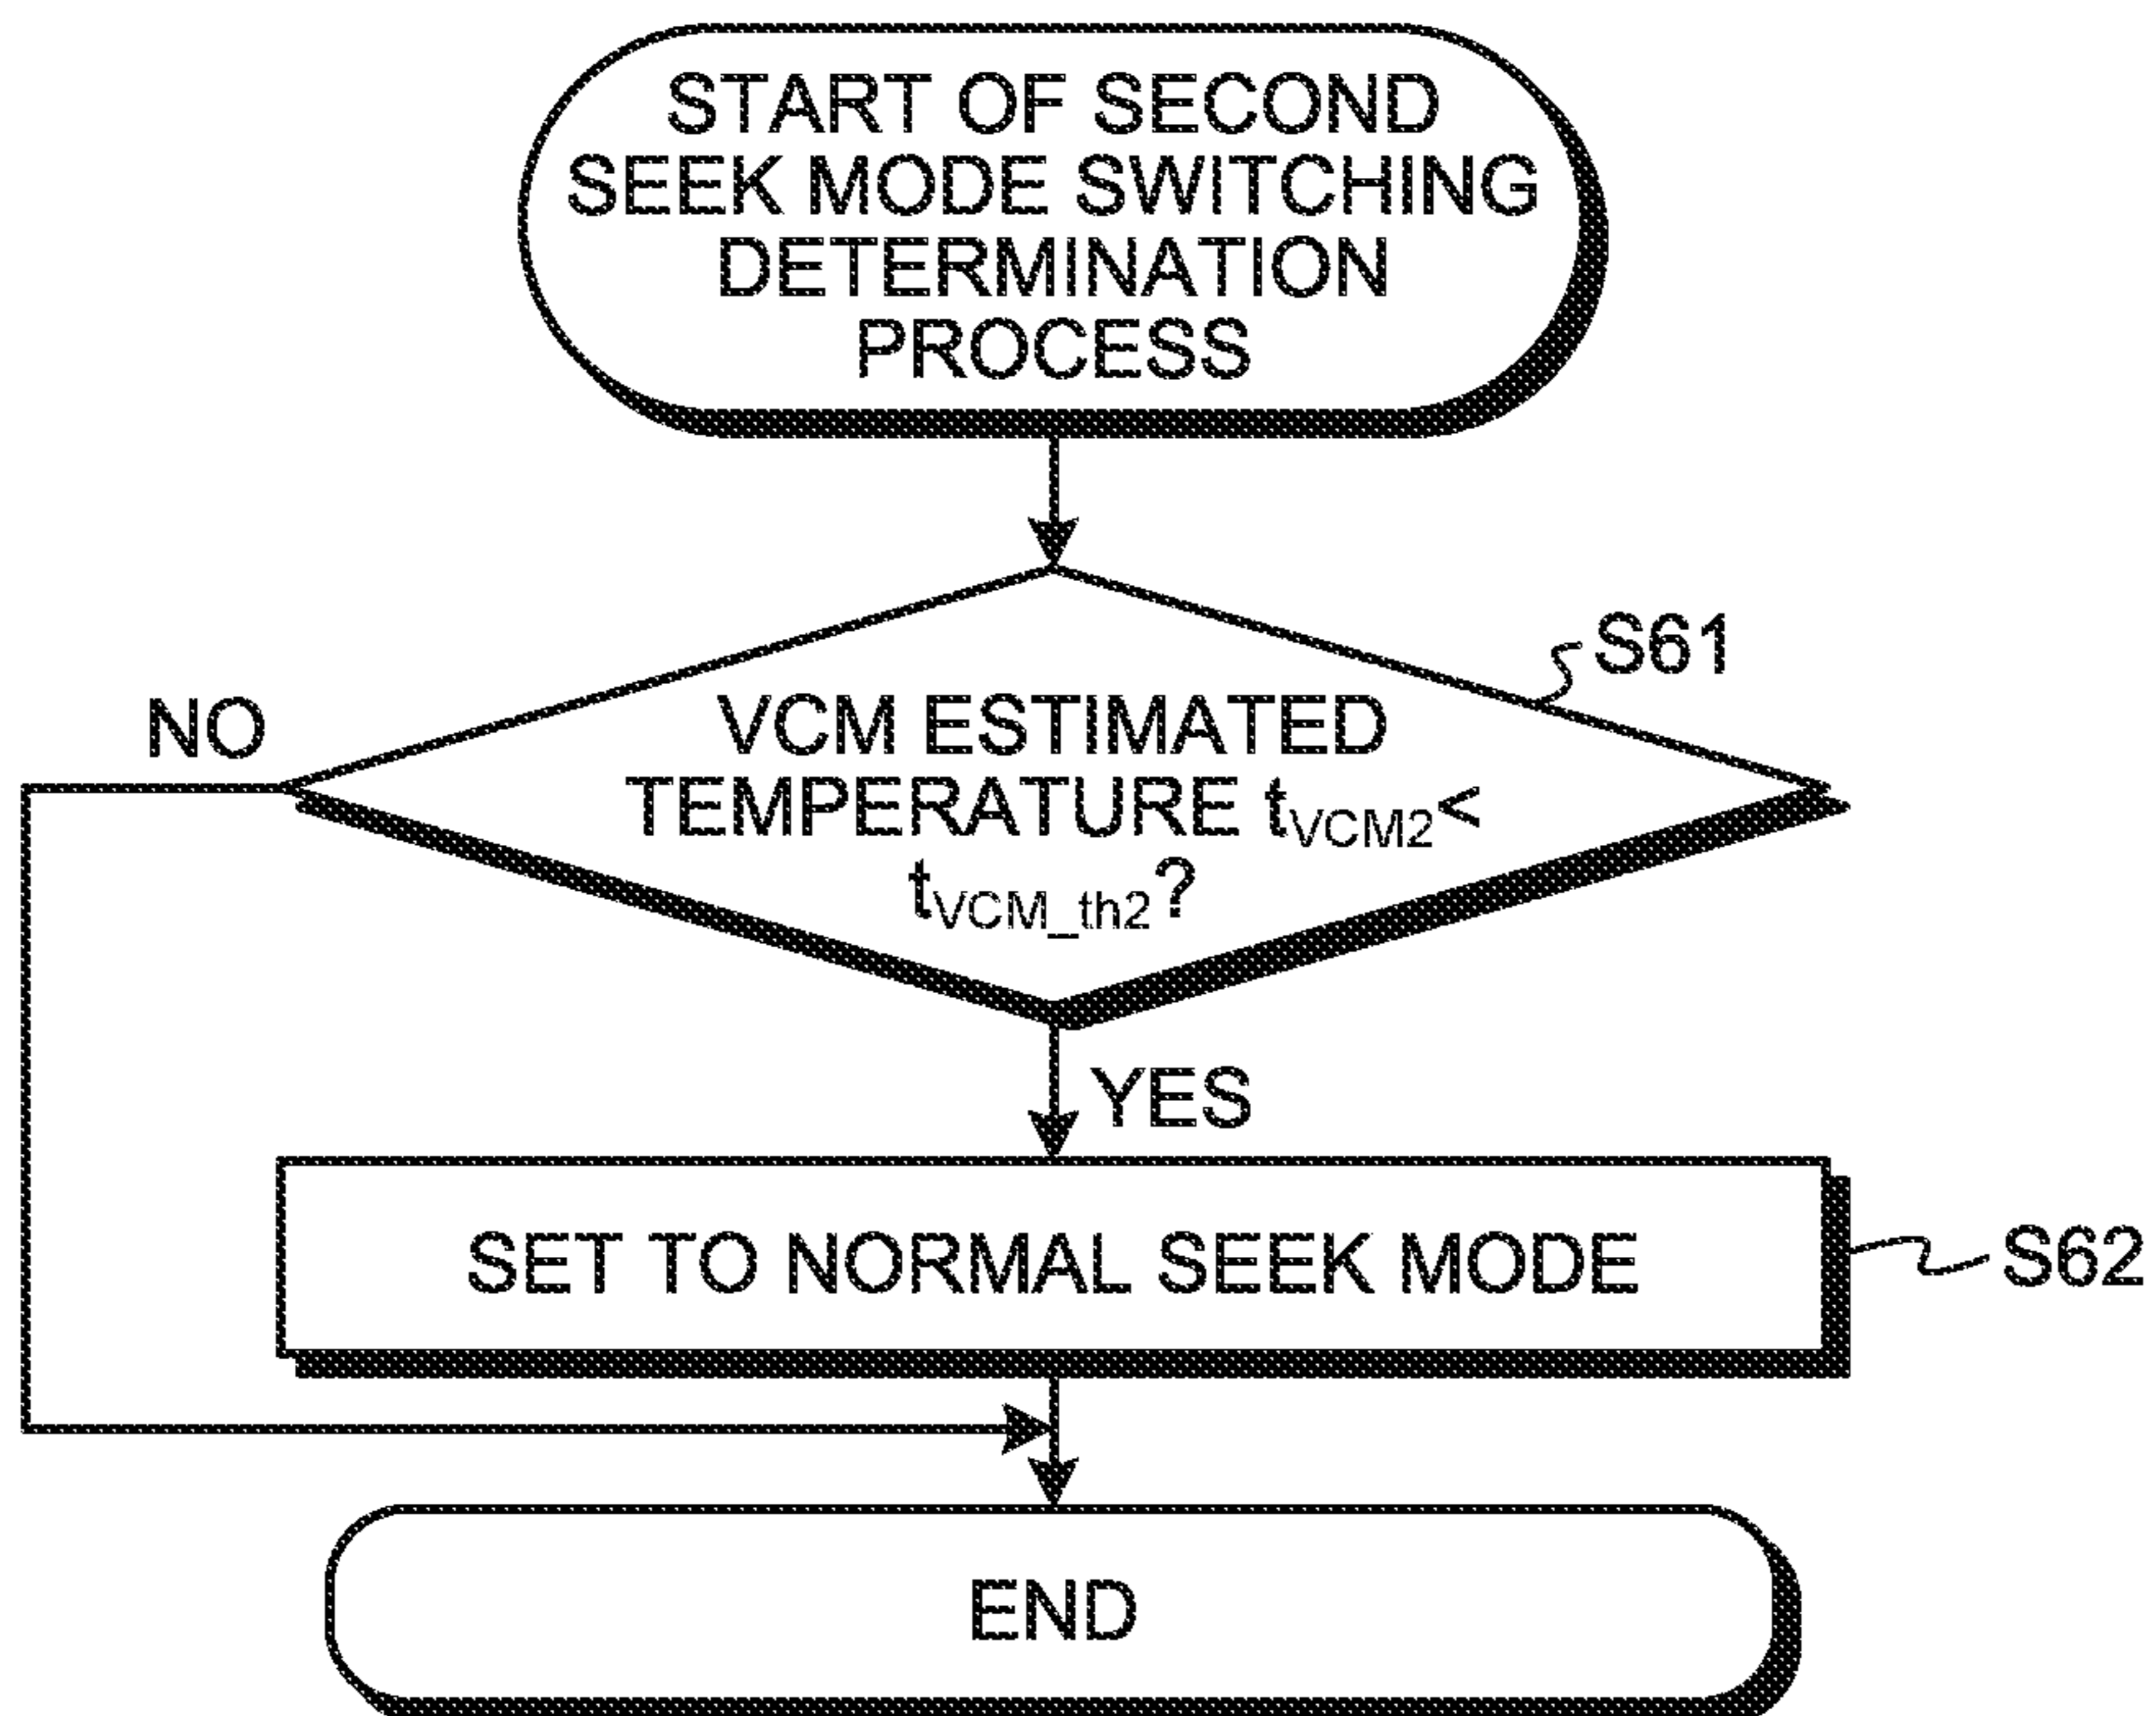 START OF SECOND
SEEK MODE SWITCHING
DETERMINATION
PROCESS
S61
NO
VCM ESTIMATED
TEMPERATURE tVCM2<
tVCM_th2?
YES
SET TO NORMAL SEEK MODE
S62
END